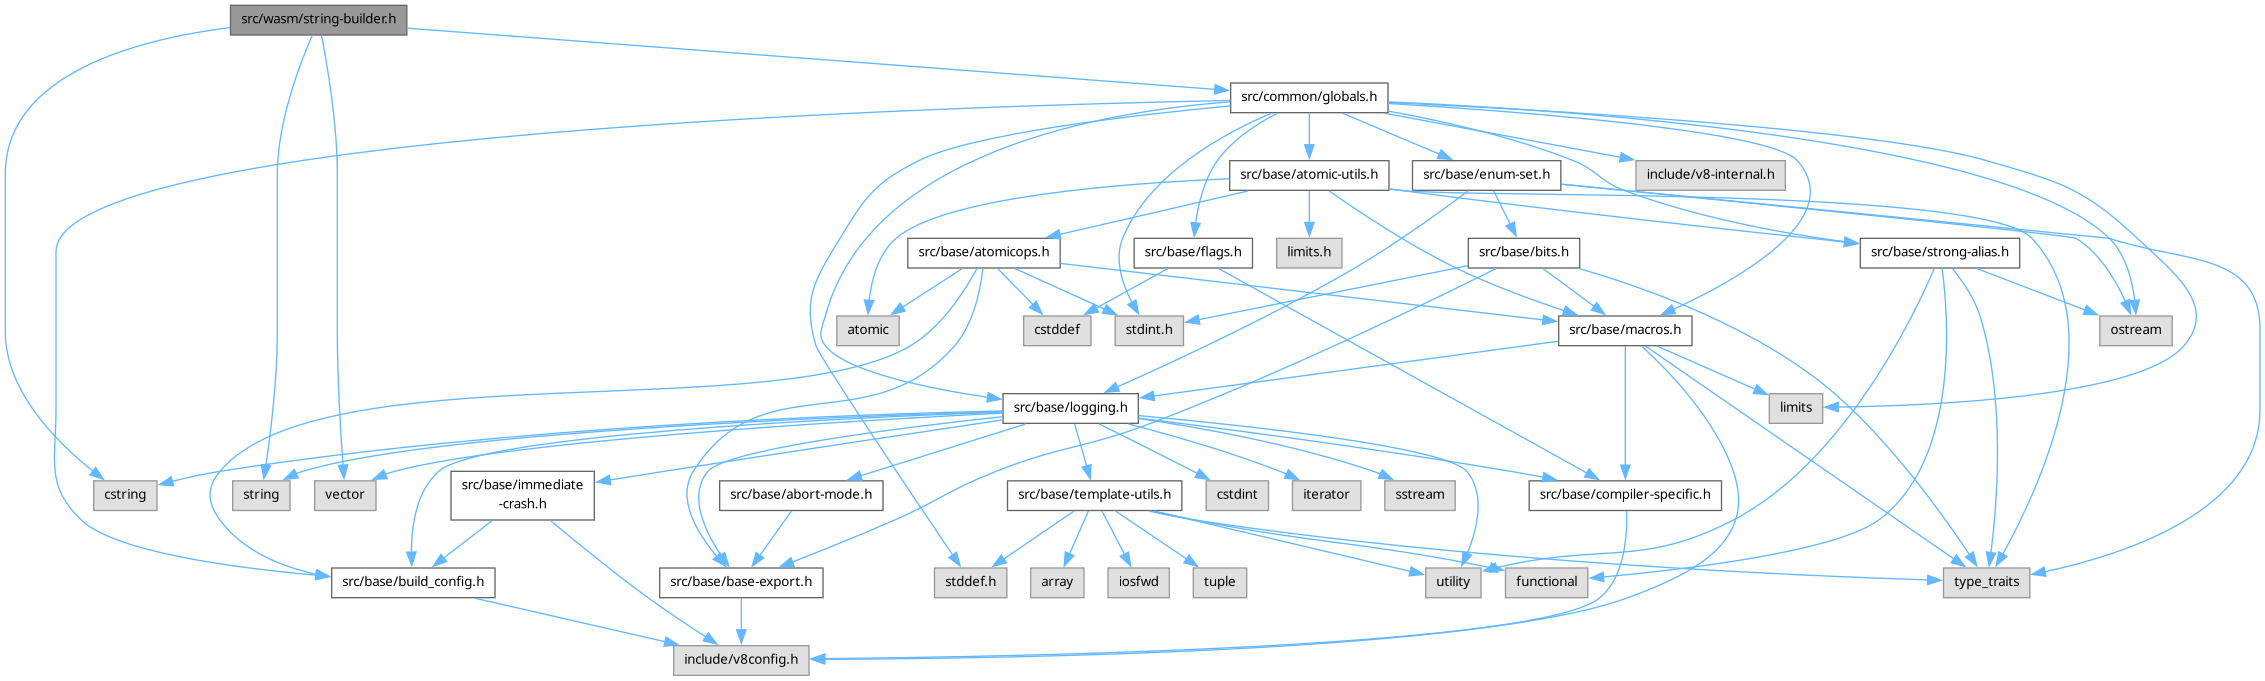 src/wasm/string-builder.h
src/common/globals.h
src/base/atomic-utils.h
src/base/enum-set.h
include/v8-internal.h
src/base/atomicops.h
src/base/flags.h
limits.h
src/base/bits.h
src/base/strong-alias.h
atomic
cstddef
stdint.h
src/base/macros.h
ostream
src/base/logging.h
limits
cstring
string
vector
src/base/immediate
-crash.h
src/base/abort-mode.h
src/base/template-utils.h
cstdint
iterator
sstream
src/base/compiler-specific.h
src/base/build_config.h
src/base/base-export.h
stddef.h
array
iosfwd
tuple
utility
functional
type_traits
include/v8config.h